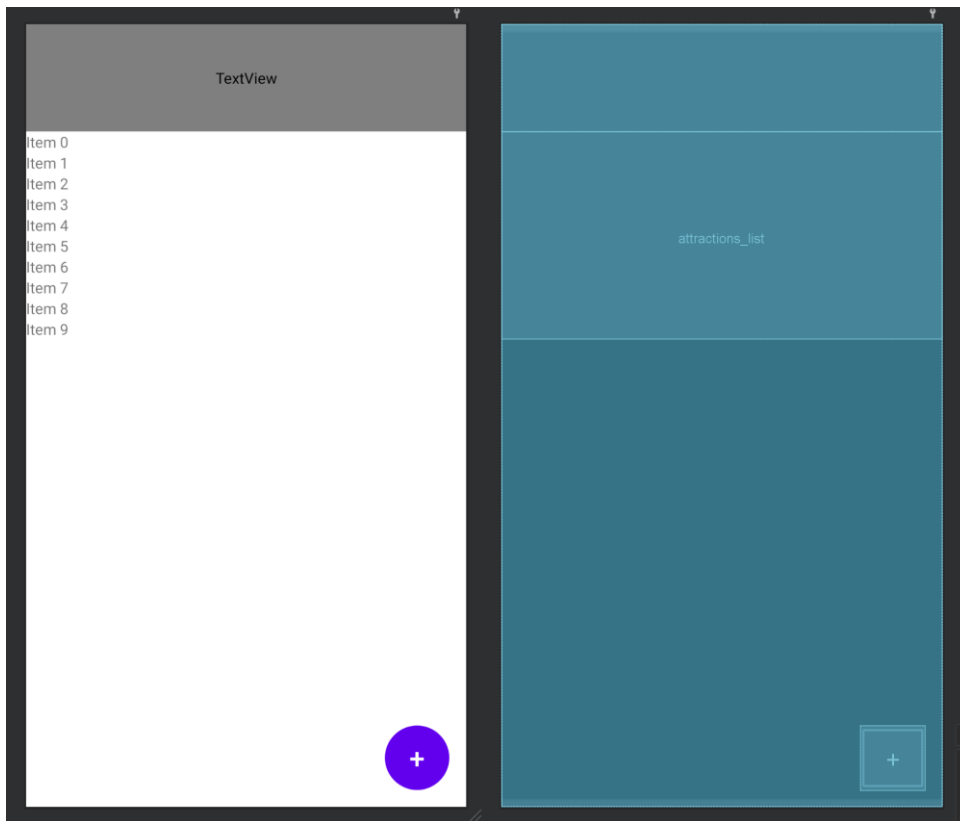 TextView
Item 0
Item 1
Item 2
Item 3
Item 4
Item 5
Item 6
Item 7
Item 8
Item 9
+
attractions_list
+